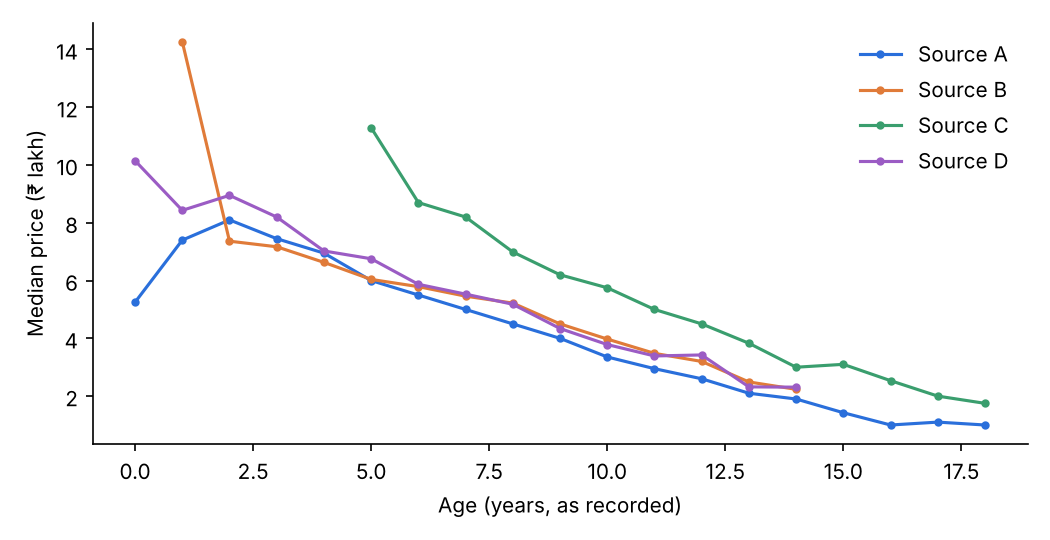 Median price (₹ lakh)
14
12
10
8
6
4
2
Source A
Source B
Source C
Source D
0.0 2.5 5.0 7.5 10.0 12.5 15.0 17.5
Age (years, as recorded)